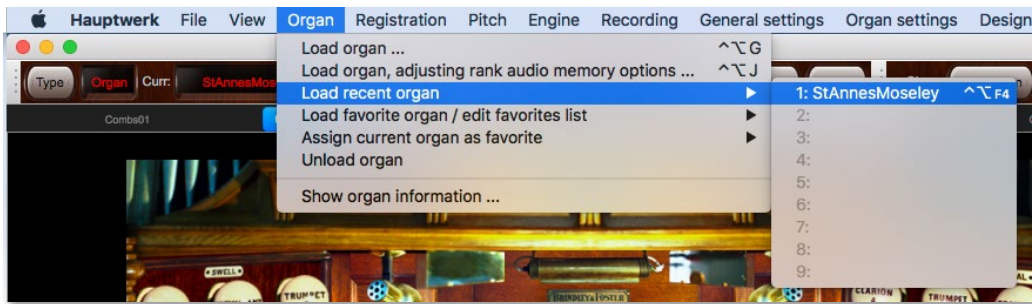 Hauptwerk File View Organ Registration Pitch Engine Recording General settings Organ settings Design
Load organ ... ^⌥G
Load organ, adjusting rank audio memory options ... ^⌥J
Type Organ Curr: StAnnesMos
Load recent organ ▶ 1: StAnnesMoseley ^⌥F4
Combs01
Load favorite organ / edit favorites list ▶ 2:
Assign current organ as favorite ▶ 3:
Unload organ 4:
5:
Show organ information ... 6:
7:
8:
9:
SWELL
TRUMPET
BRINDLEY & FOSTER
CLARION
TRUMPET